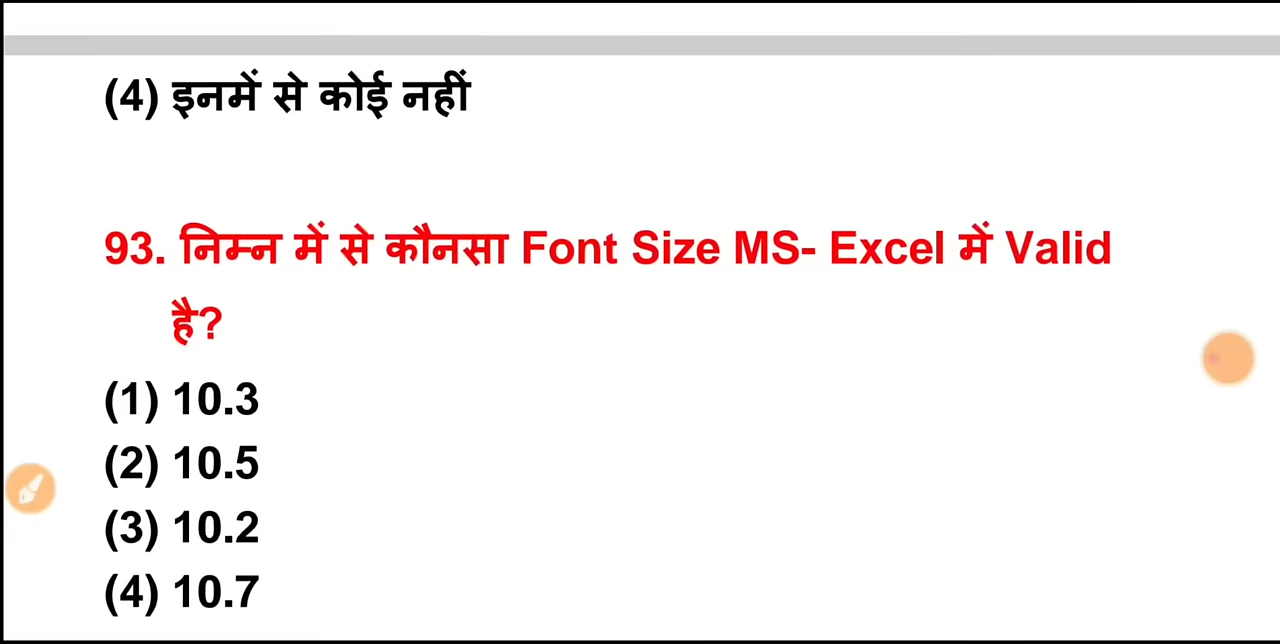 (4) इनमें से कोई नहीं
93. निम्न में से कौनसा Font Size MS- Excel में Valid
है?
(1) 10.3
(2) 10.5
(3) 10.2
(4) 10.7